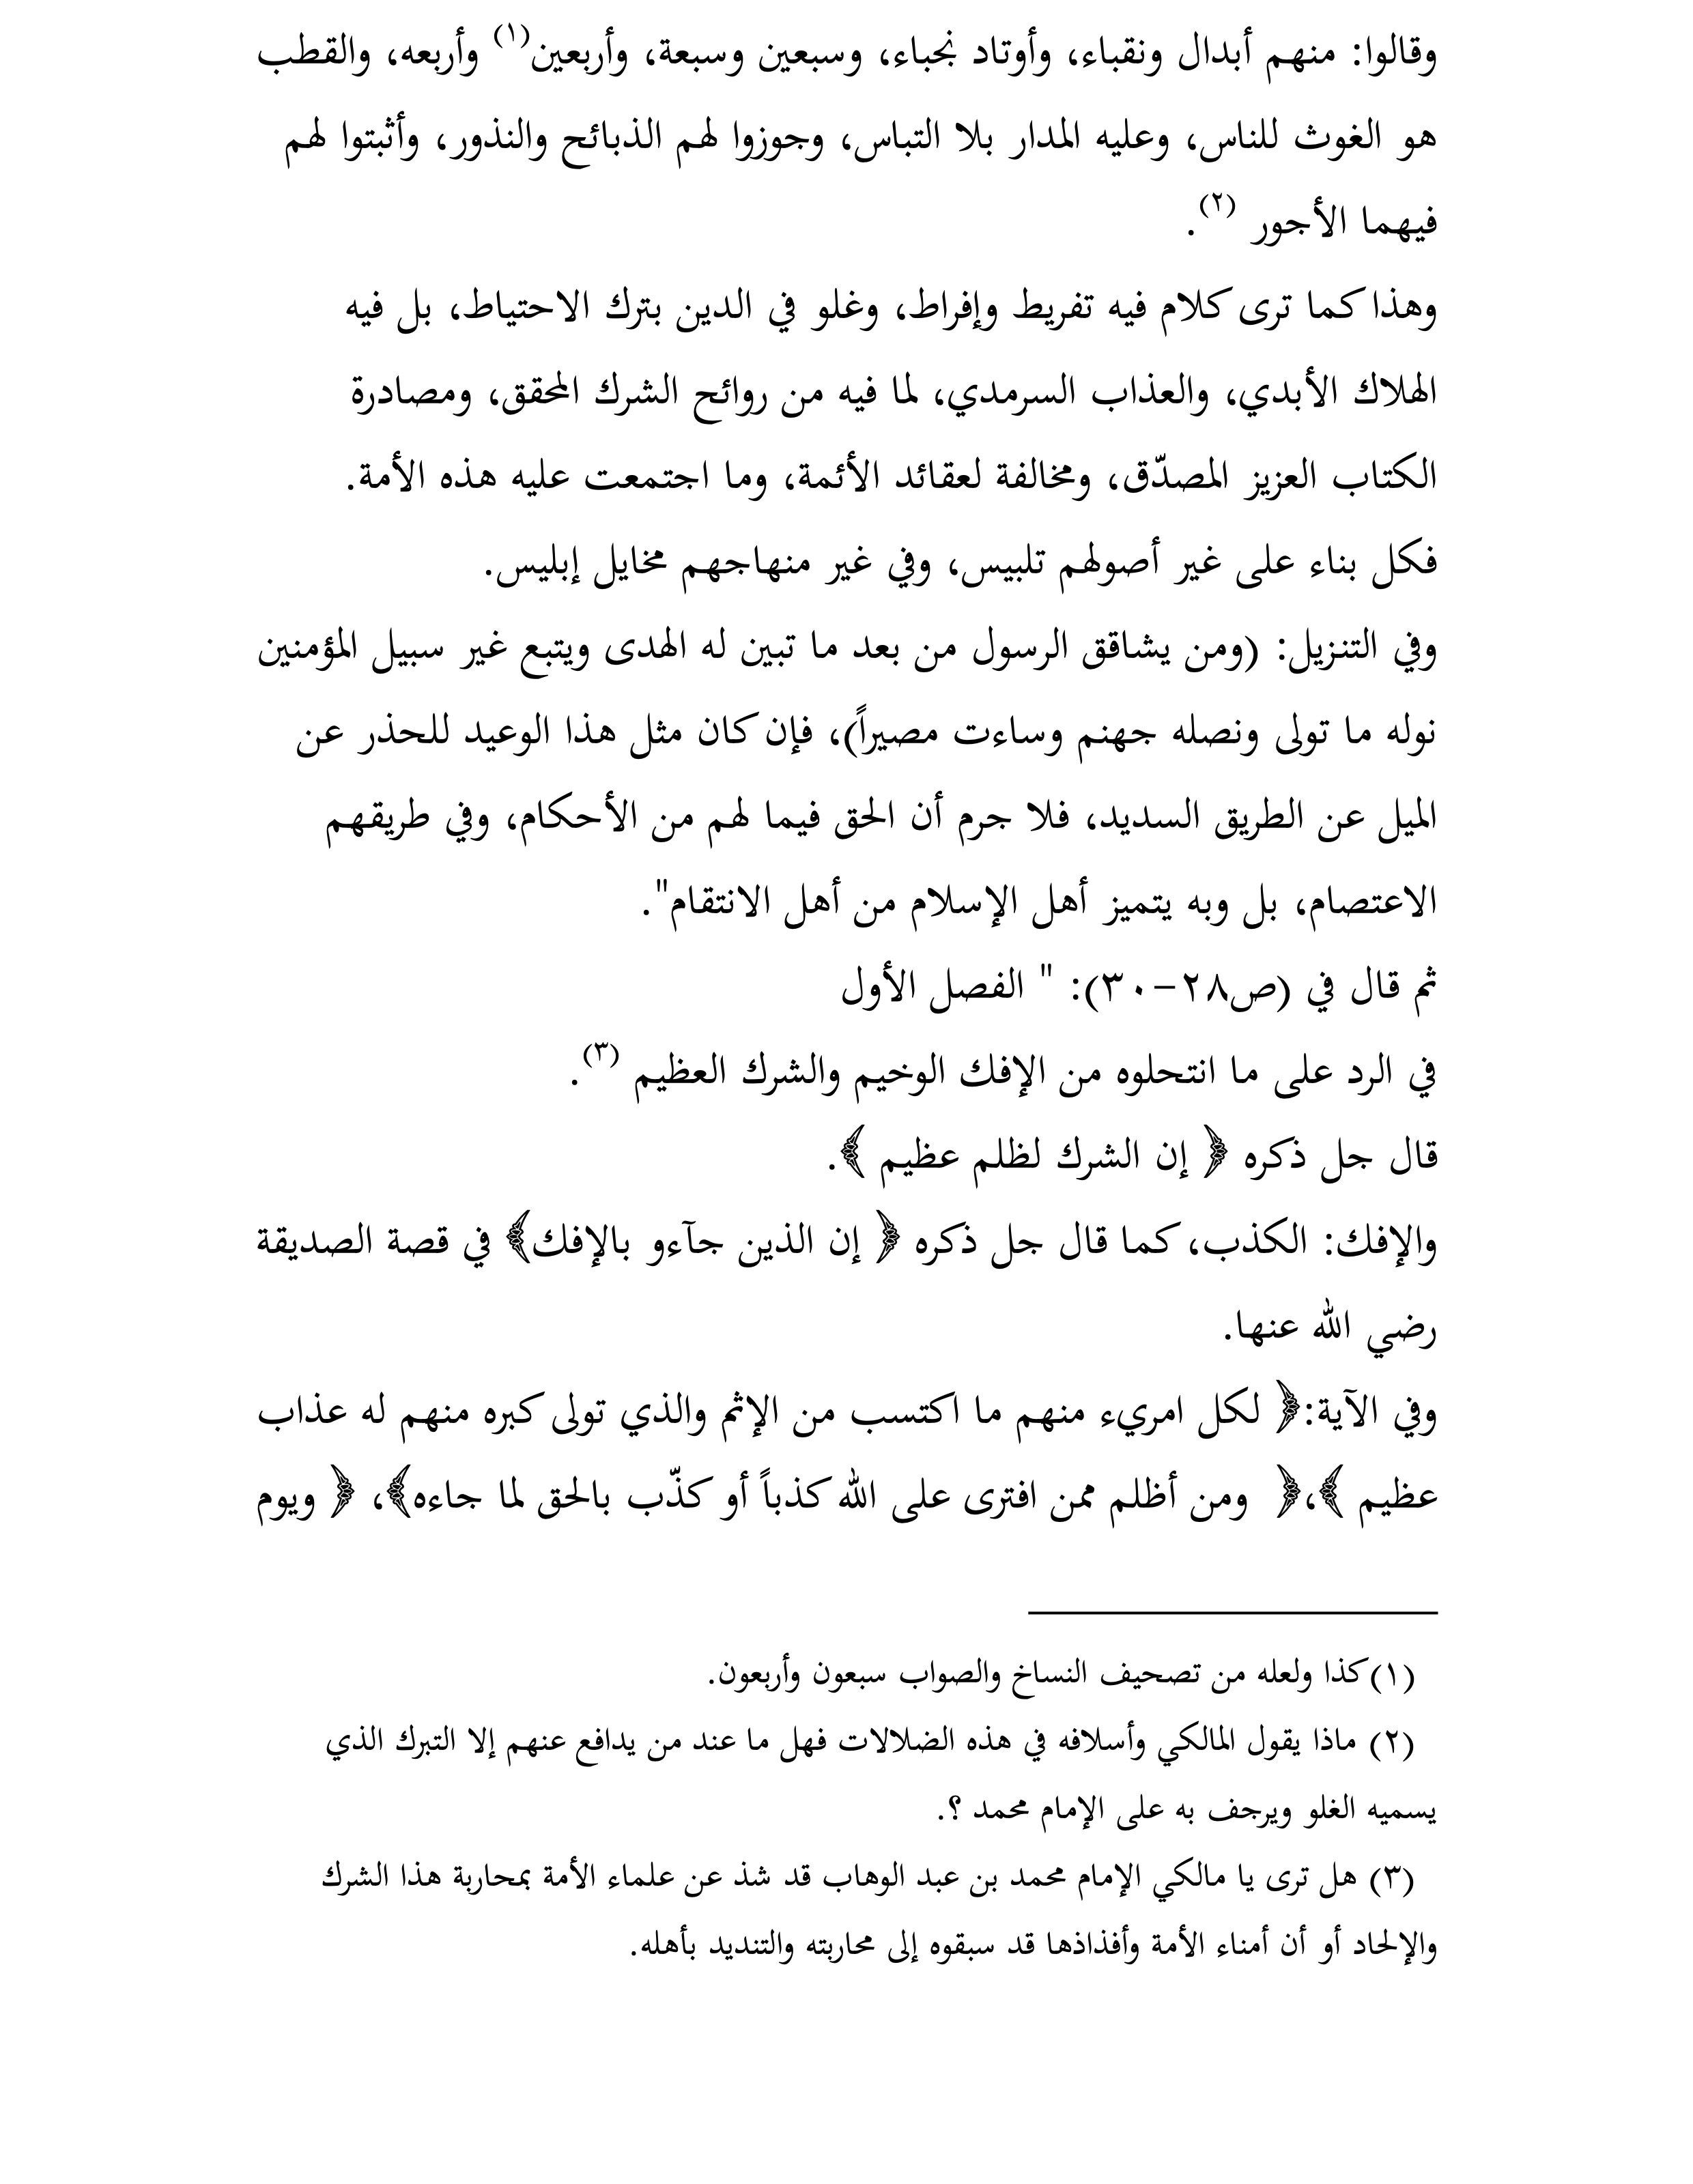 وقالوا: منهم أبدال ونقباء، وأوتاد نجباء، وسبعين وسبعة، وأربعين(١) وأربعه، والقطب
هو الغوث للناس، وعليه المدار بلا التباس، وجوزوا لهم الذبائح والنذور، وأثبتوا لهم
فيهما الأجور (٢).
وهذا كما ترى كلام فيه تفريط وإفراط، وغلو في الدين بترك الاحتياط، بل فيه
الهلاك الأبدي، والعذاب السرمدي، لما فيه من روائح الشرك المحقق، ومصادرة
الكتاب العزيز المصدّق، ومخالفة لعقائد الأئمة، وما اجتمعت عليه هذه الأمة.
فكل بناء على غير أصولهم تلبيس، وفي غير منهاجهم مخايل إبليس.
وفي التنزيل: (ومن يشاقق الرسول من بعد ما تبين له الهدى ويتبع غير سبيل المؤمنين
نوله ما تولى ونصله جهنم وساءت مصيراً)، فإن كان مثل هذا الوعيد للحذر عن
الميل عن الطريق السديد، فلا جرم أن الحق فيما لهم من الأحكام، وفي طريقهم
الاعتصام، بل وبه يتميز أهل الإسلام من أهل الانتقام".
ثم قال في (ص٢٨-٣٠): " الفصل الأول
في الرد على ما انتحلوه من الإفك الوخيم والشرك العظيم (٣).
قال جل ذكره ﴿ إن الشرك لظلم عظيم ﴾.
والإفك: الكذب، كما قال جل ذكره ﴿ إن الذين جآءو بالإفك﴾ في قصة الصديقة
رضي الله عنها.
وفي الآية:﴿ لكل امريء منهم ما اكتسب من الإثم والذي تولى كبره منهم له عذاب
عظيم ﴾،﴿ ومن أظلم ممن افترى على الله كذباً أو كذّب بالحق لما جاءه﴾، ﴿ ويوم
(١)كذا ولعله من تصحيف النساخ والصواب سبعون وأربعون.
(٢) ماذا يقول المالكي وأسلافه في هذه الضلالات فهل ما عند من يدافع عنهم إلا التبرك الذي
يسميه الغلو ويرجف به على الإمام محمد ؟.
(٣) هل ترى يا مالكي الإمام محمد بن عبد الوهاب قد شذ عن علماء الأمة بمحاربة هذا الشرك
والإلحاد أو أن أمناء الأمة وأفذاذها قد سبقوه إلى محاربته والتنديد بأهله.